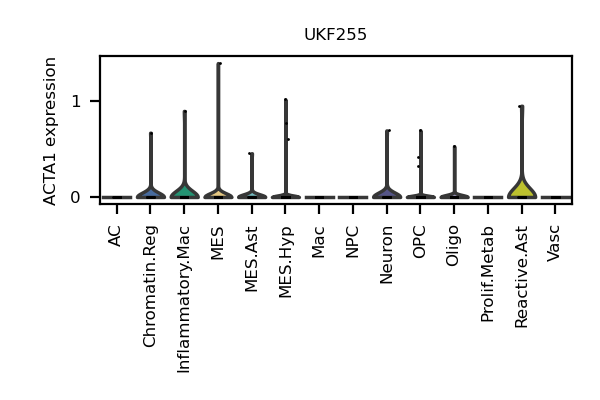 UKF255
ACTA1 expression
1
0
AC
Chromatin.Reg
Inflammatory.Mac
MES
MES.Ast
MES.Hyp
Mac
NPC
Neuron
OPC
Oligo
Prolif.Metab
Reactive.Ast
Vasc